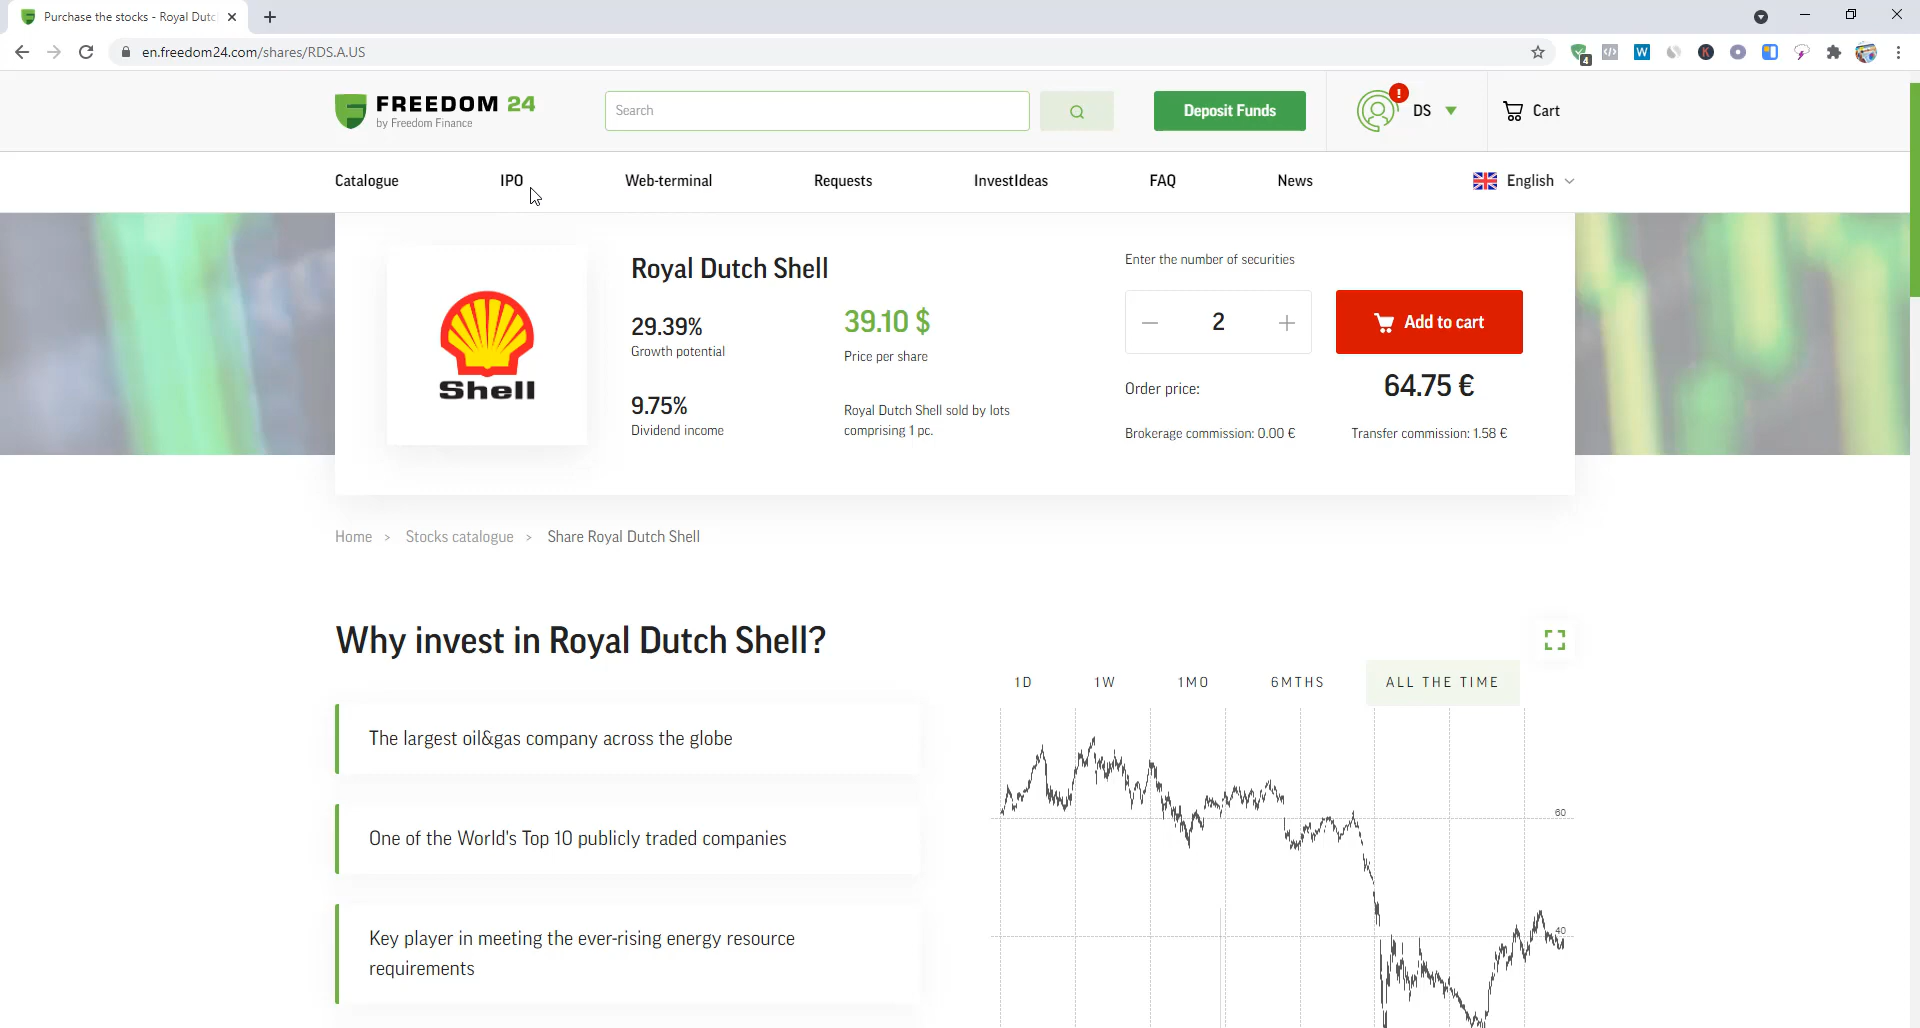 Purchase the stocks - Royal Dutc
en.freedom24.com/shares/RDS.A.US
4
W
K
FREEDOM 24
by Freedom Finance
Search
Deposit Funds
!
DS
Cart
Catalogue
IPO
Web-terminal
Requests
InvestIdeas
FAQ
News
English
Shell
Royal Dutch Shell
29.39%
Growth potential
39.10 $
Price per share
9.75%
Dividend income
Royal Dutch Shell sold by lots
comprising 1 pc.
Enter the number of securities
2
Add to cart
Order price:
64.75 €
Brokerage commission: 0.00 €
Transfer commission: 1.58 €
Home > Stocks catalogue > Share Royal Dutch Shell
Why invest in Royal Dutch Shell?
The largest oil&gas company across the globe
One of the World's Top 10 publicly traded companies
Key player in meeting the ever-rising energy resource
requirements
1D
1W
1MO
6MTHS
ALL THE TIME
60
40